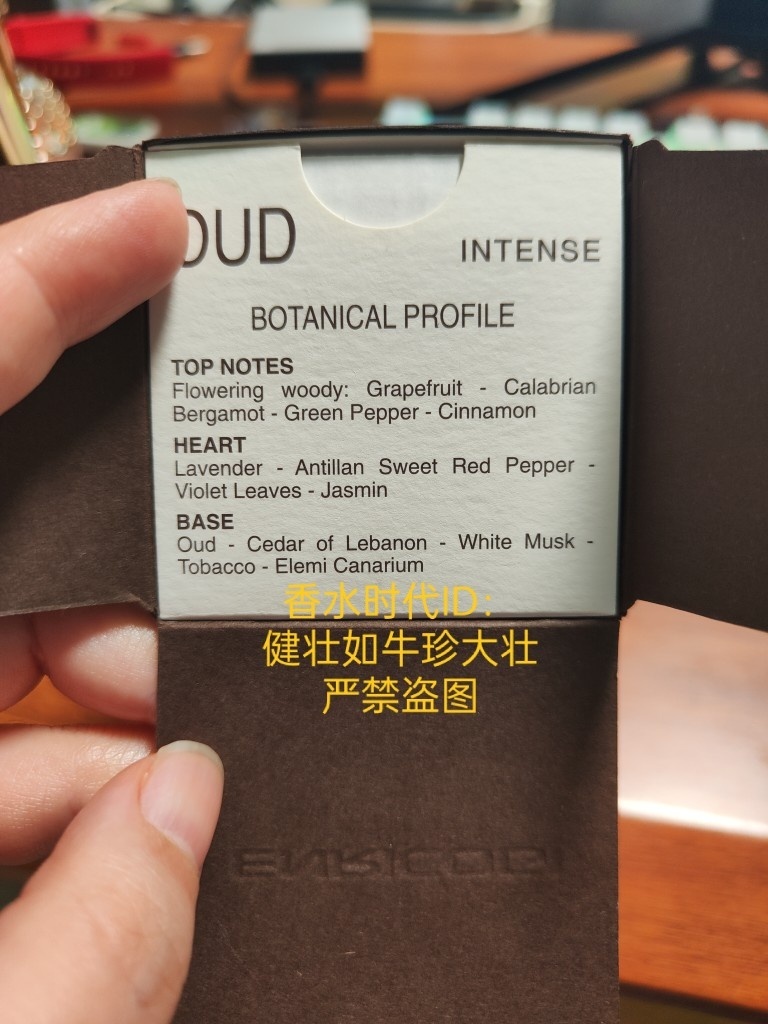 OUD
INTENSE
BOTANICAL PROFILE
TOP NOTES
Flowering woody: Grapefruit - Calabrian
Bergamot - Green Pepper - Cinnamon
HEART
Lavender - Antillan Sweet Red Pepper -
Violet Leaves - Jasmin
BASE
Oud - Cedar of Lebanon - White Musk -
Tobacco - Elemi Canarium
香水时代ID：
健壮如牛珍大壮
严禁盗图